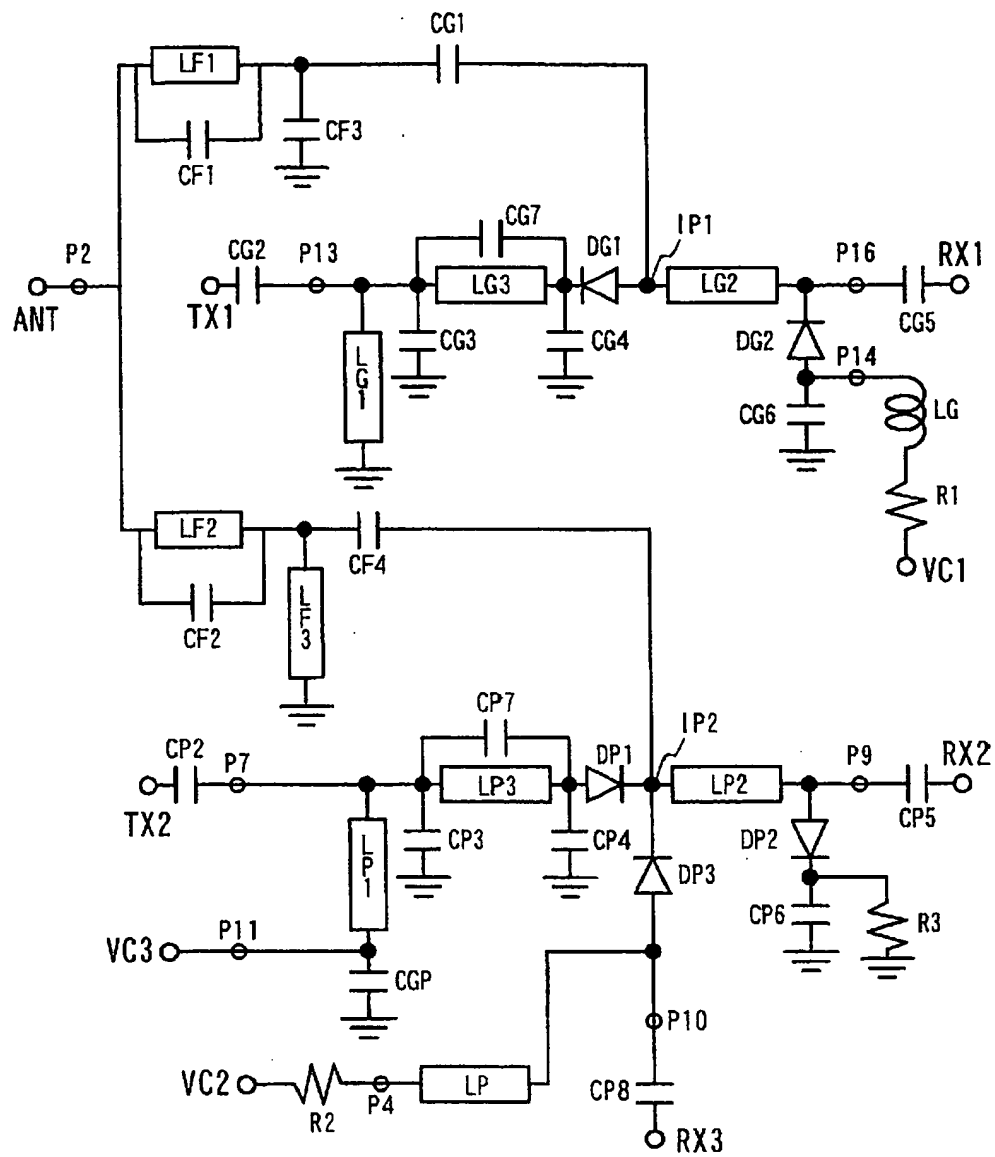 CG1
LF1
CF3
CF1
CG7
IP1
P2
CG2
P13
DG1
P16
RX1
LG3
LG2
ANT
TX1
CG5
LG1
CG3
CG4
DG2
P14
CG6
LG
R1
LF2
CF4
VC1
LF3
CF2
CP7
IP2
CP2
P7
DP1
P9
RX2
LP3
LP2
TX2
CP5
LP1
CP3
CP4
DP2
DP3
CP6
R3
P11
VC3
CGP
P10
VC2
LP
P4
R2
CP8
RX3